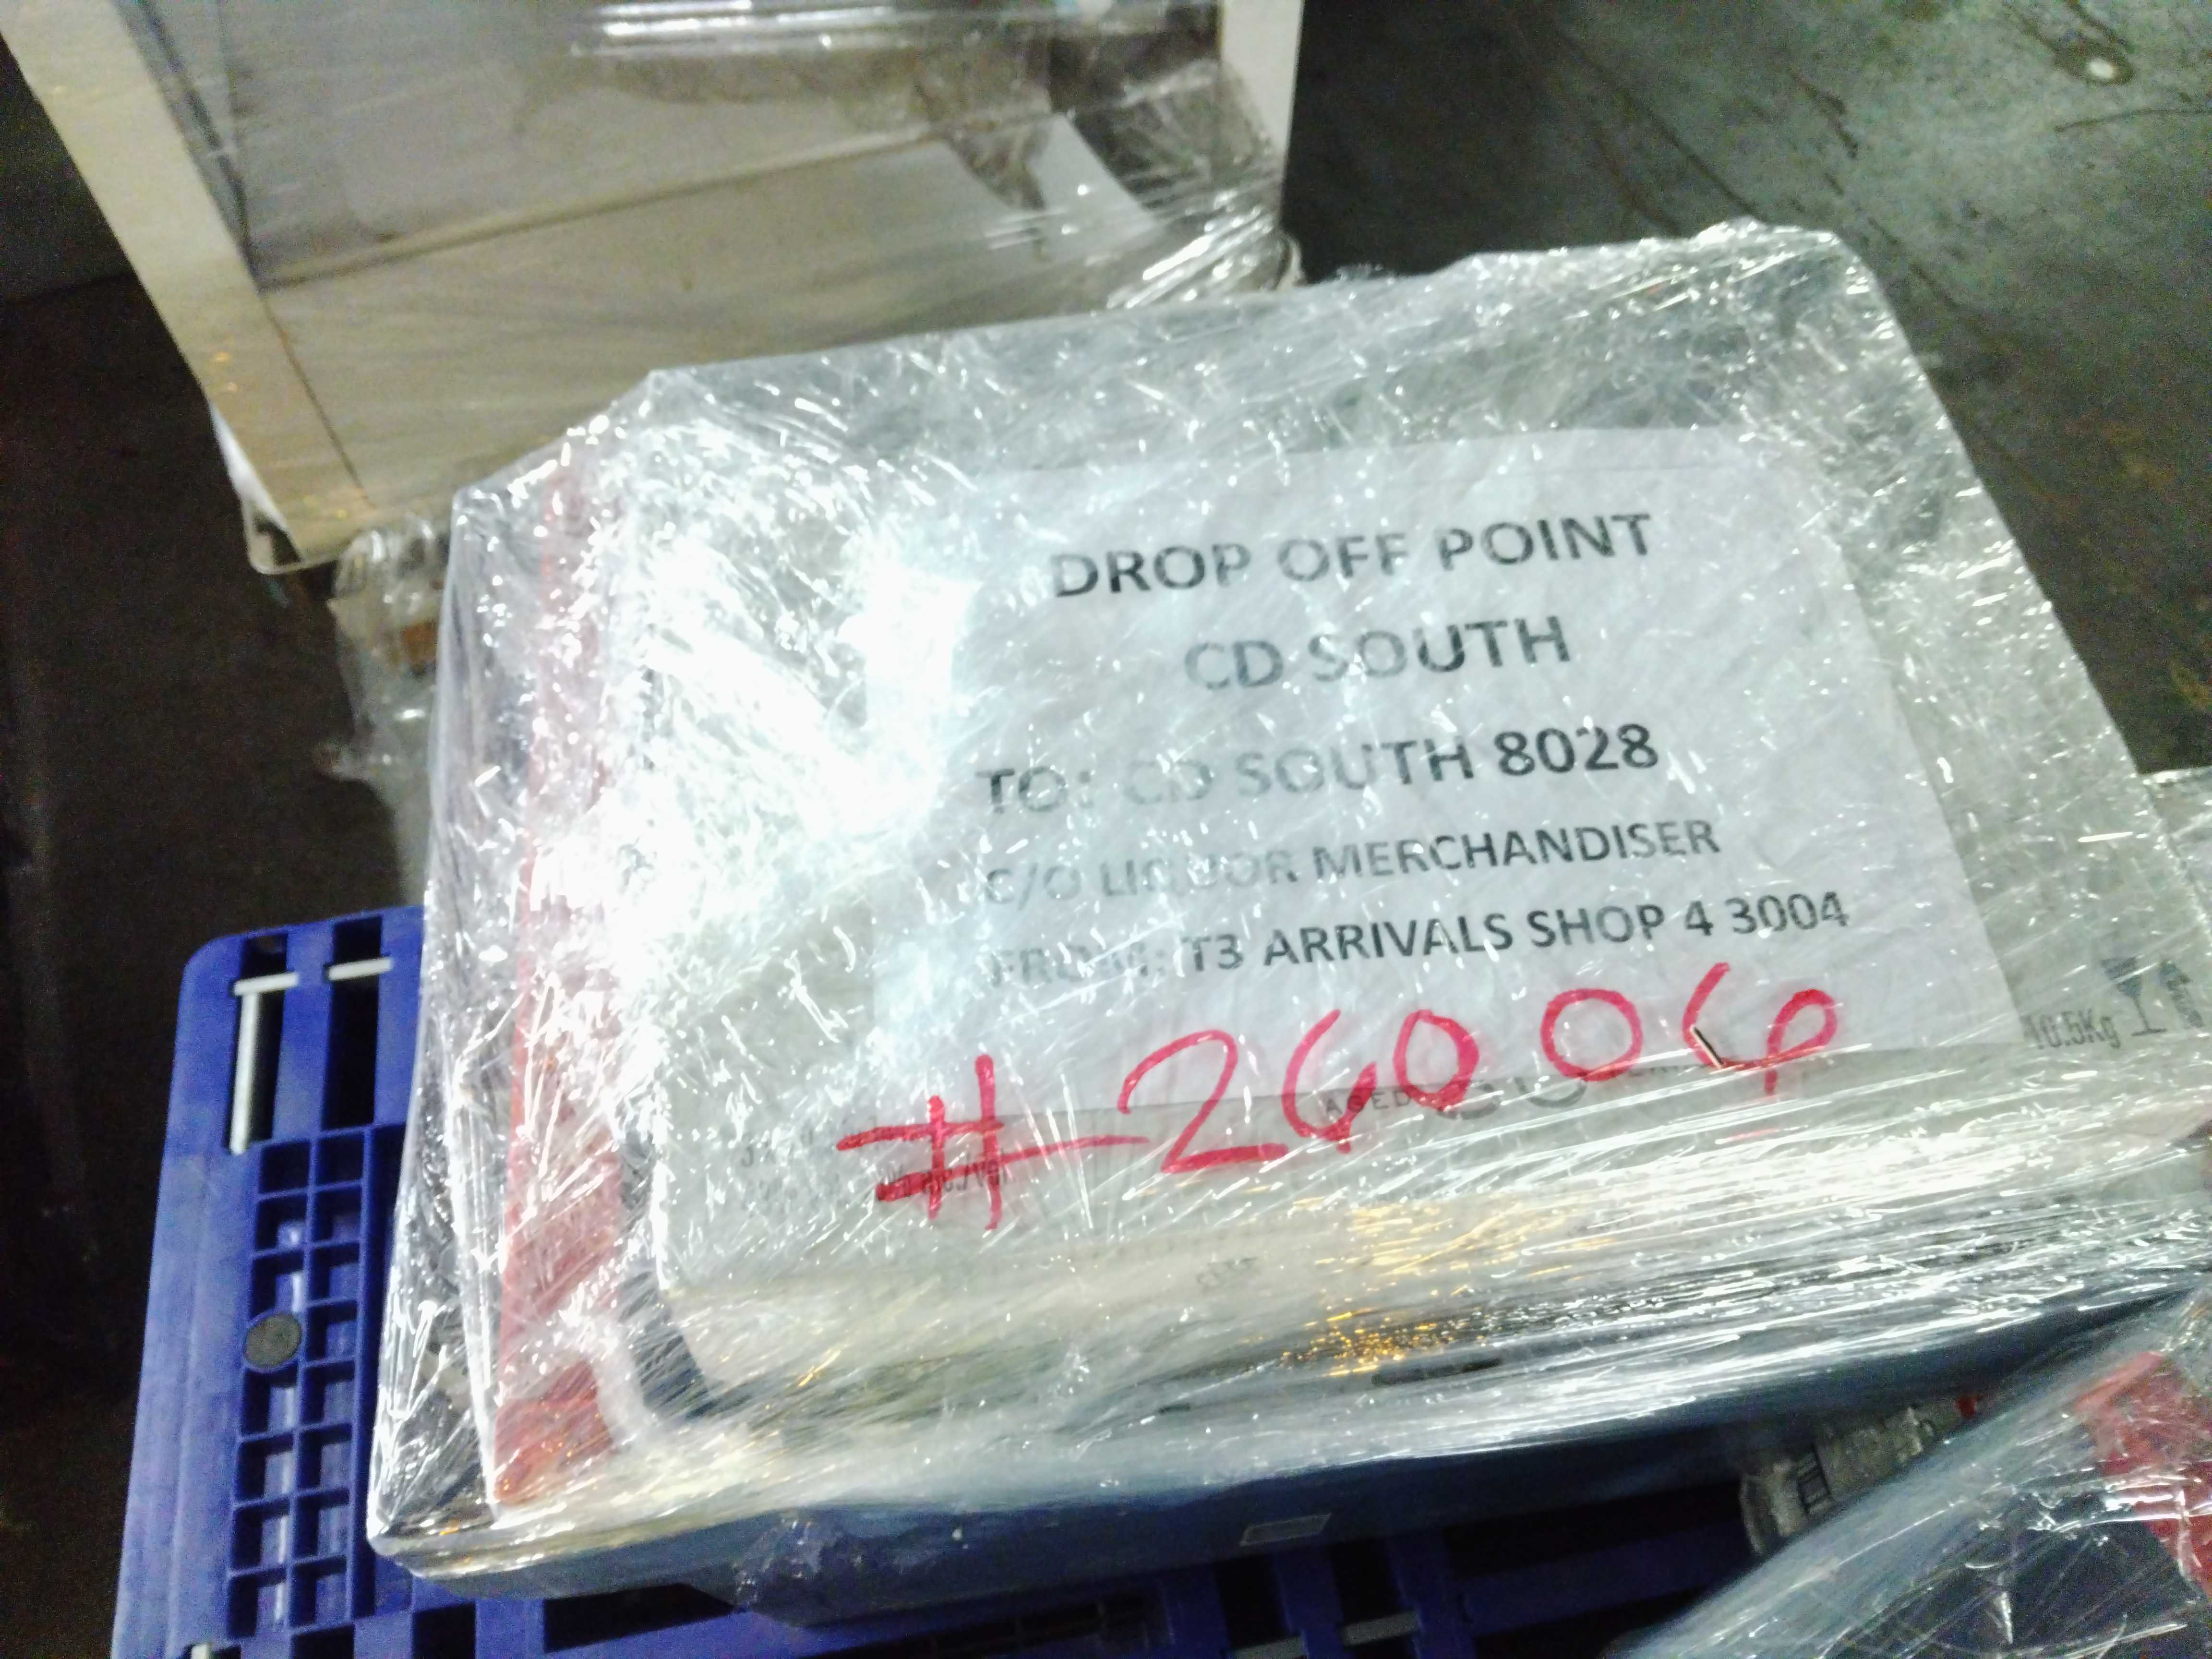 DROP OFF POINT
CD SOUTH
TO: CD SOUTH 8028
C/O LIQUOR MERCHANDISER
FROM: T3 ARRIVALS SHOP 4 3004
#26006
AGED
10.5Kg